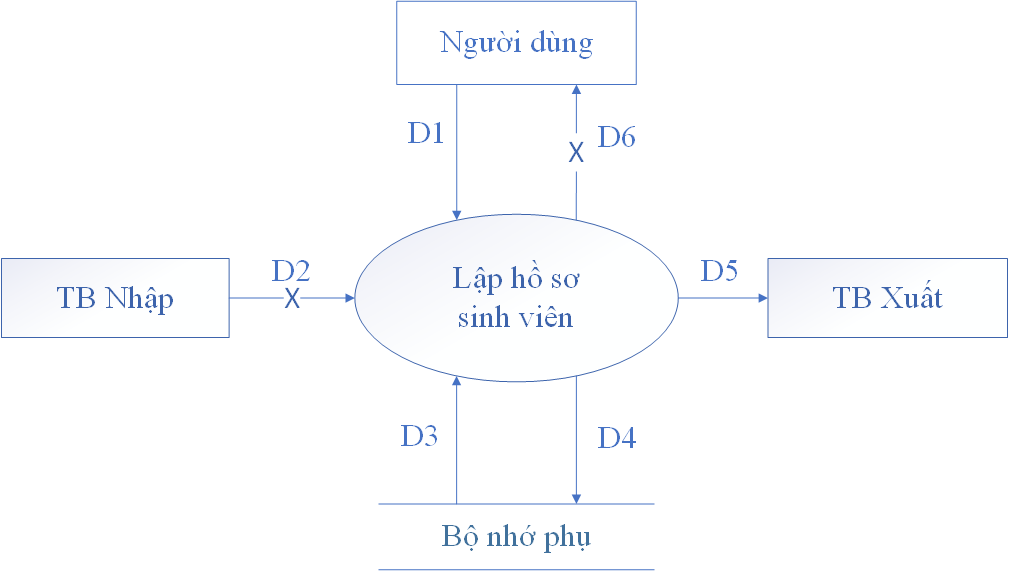 Người dùng
D1
D6
X
D2
X
TB Nhập
Lập hồ sơ
sinh viên
D5
TB Xuất
D3
D4
Bộ nhớ phụ